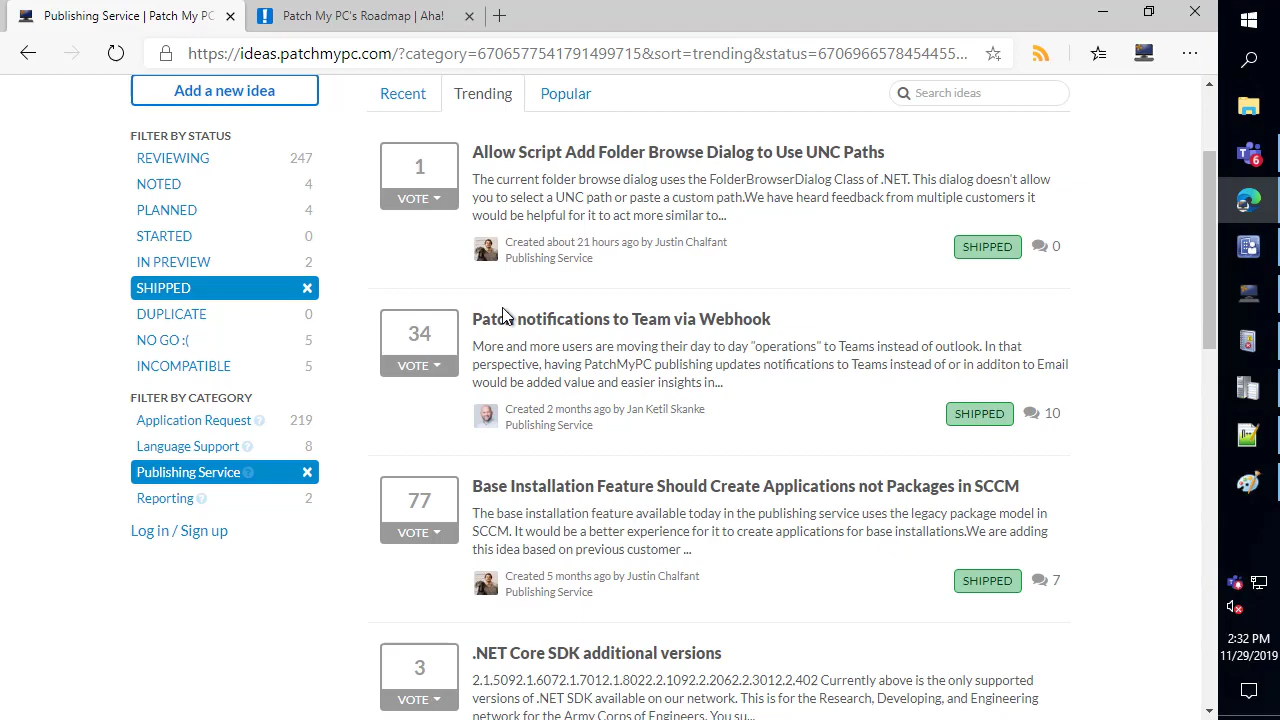 Publishing Service | Patch My PC
Patch My PC's Roadmap | Aha!
https://ideas.patchmypc.com/?category=6706577541791499715&sort=trending&status=6706966578454455...
Add a new idea
Recent
Trending
Popular
Search ideas
FILTER BY STATUS
REVIEWING 247
NOTED 4
PLANNED 4
STARTED 0
IN PREVIEW 2
SHIPPED
DUPLICATE 0
NO GO :( 5
INCOMPATIBLE 5
FILTER BY CATEGORY
Application Request ? 219
Language Support ? 8
Publishing Service ?
Reporting ? 2
Log in / Sign up
1
VOTE
Allow Script Add Folder Browse Dialog to Use UNC Paths
The current folder browse dialog uses the FolderBrowserDialog Class of .NET. This dialog doesn't allow
you to select a UNC path or paste a custom path.We have heard feedback from multiple customers it
would be helpful for it to act more similar to...
Created about 21 hours ago by Justin Chalfant
Publishing Service
SHIPPED
0
34
VOTE
Patch notifications to Team via Webhook
More and more users are moving their day to day "operations" to Teams instead of outlook. In that
perspective, having PatchMyPC publishing updates notifications to Teams instead of or in additon to Email
would be added value and easier insights in...
Created 2 months ago by Jan Ketil Skanke
Publishing Service
SHIPPED
10
77
VOTE
Base Installation Feature Should Create Applications not Packages in SCCM
The base installation feature available today in the publishing service uses the legacy package model in
SCCM. It would be a better experience for it to create applications for base installations.We are adding
this idea based on previous customer ...
Created 5 months ago by Justin Chalfant
Publishing Service
SHIPPED
7
3
VOTE
.NET Core SDK additional versions
2.1.5092.1.6072.1.7012.1.8022.2.1092.2.2062.2.3012.2.402 Currently above is the only supported
versions of .NET SDK available on our network. This is for the Research, Developing, and Engineering
network for the Army Corps of Engineers. You su...
6
2:32 PM
11/29/2019